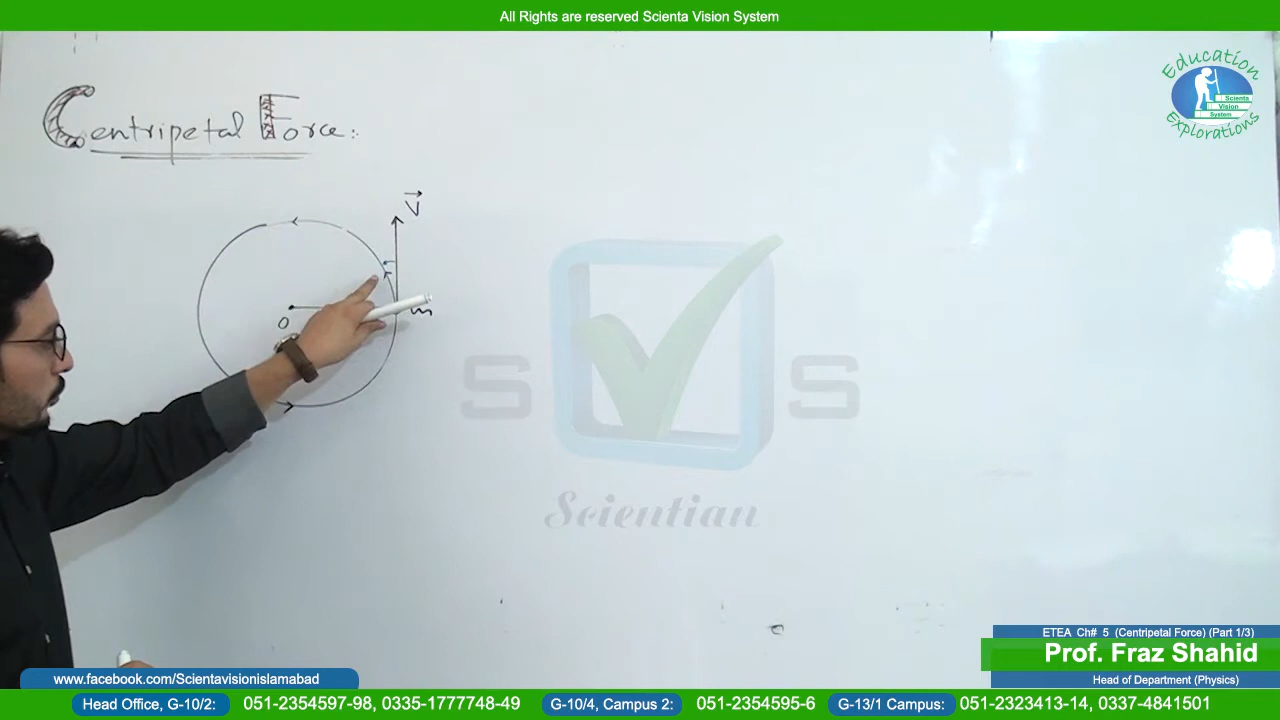 All Rights are reserved Scienta Vision System
Education
Scienta
Vision
System
Explorations
Centripetal Force:
V
O
m
S S
Scientian
ETEA Ch# 5 (Centripetal Force) (Part 1/3)
Prof. Fraz Shahid
Head of Department (Physics)
www.facebook.com/Scientavisionislamabad
Head Office, G-10/2: 051-2354597-98, 0335-1777748-49 G-10/4, Campus 2: 051-2354595-6 G-13/1 Campus: 051-2323413-14, 0337-4841501